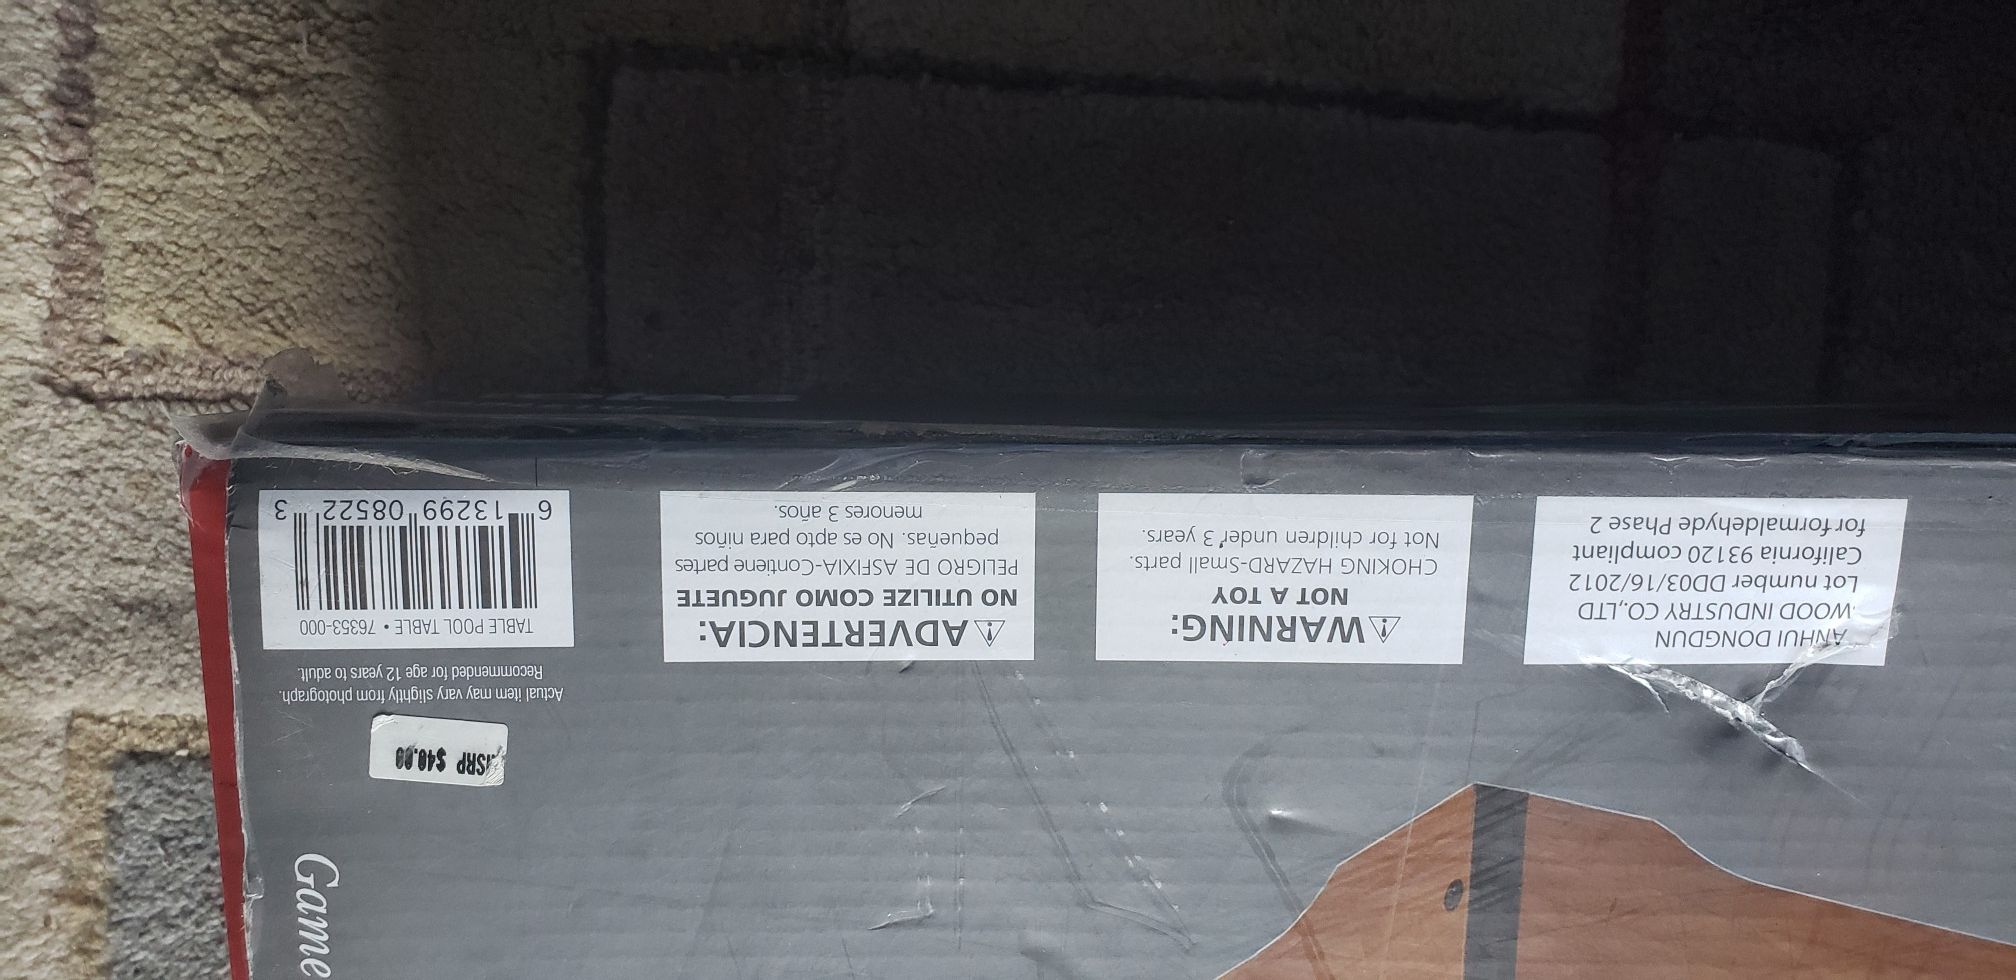 Game
MSRP $40.00
Actual item may vary slightly from photograph.
Recommended for age 12 years to adult.
TABLE POOL TABLE • 76353-000
6 13299 08522 3
⚠ADVERTENCIA:
NO UTILIZE COMO JUGUETE
PELIGRO DE ASFIXIA-Contiene partes
pequeñas. No es apto para niños
menores 3 años.
⚠WARNING:
NOT A TOY
CHOKING HAZARD-Small parts.
Not for children under 3 years.
ANHUI DONGDUN
WOOD INDUSTRY CO.,LTD
Lot number DD03/16/2012
California 93120 compliant
for formaldehyde Phase 2